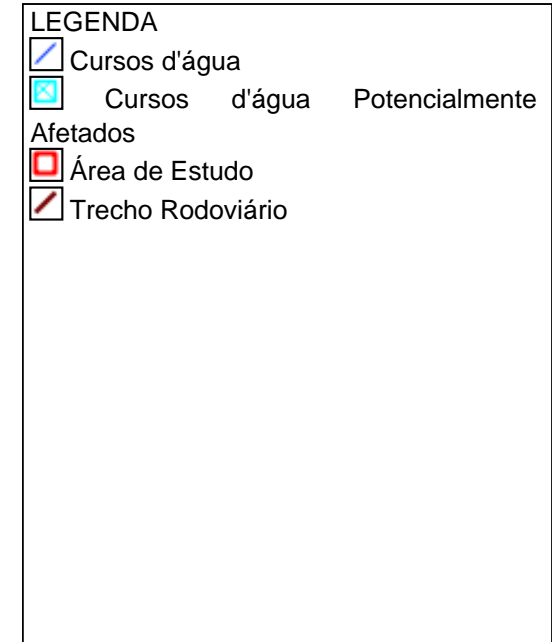 LEGENDA
Cursos d'água
Cursos d'água Potencialmente
Afetados
Área de Estudo
Trecho Rodoviário